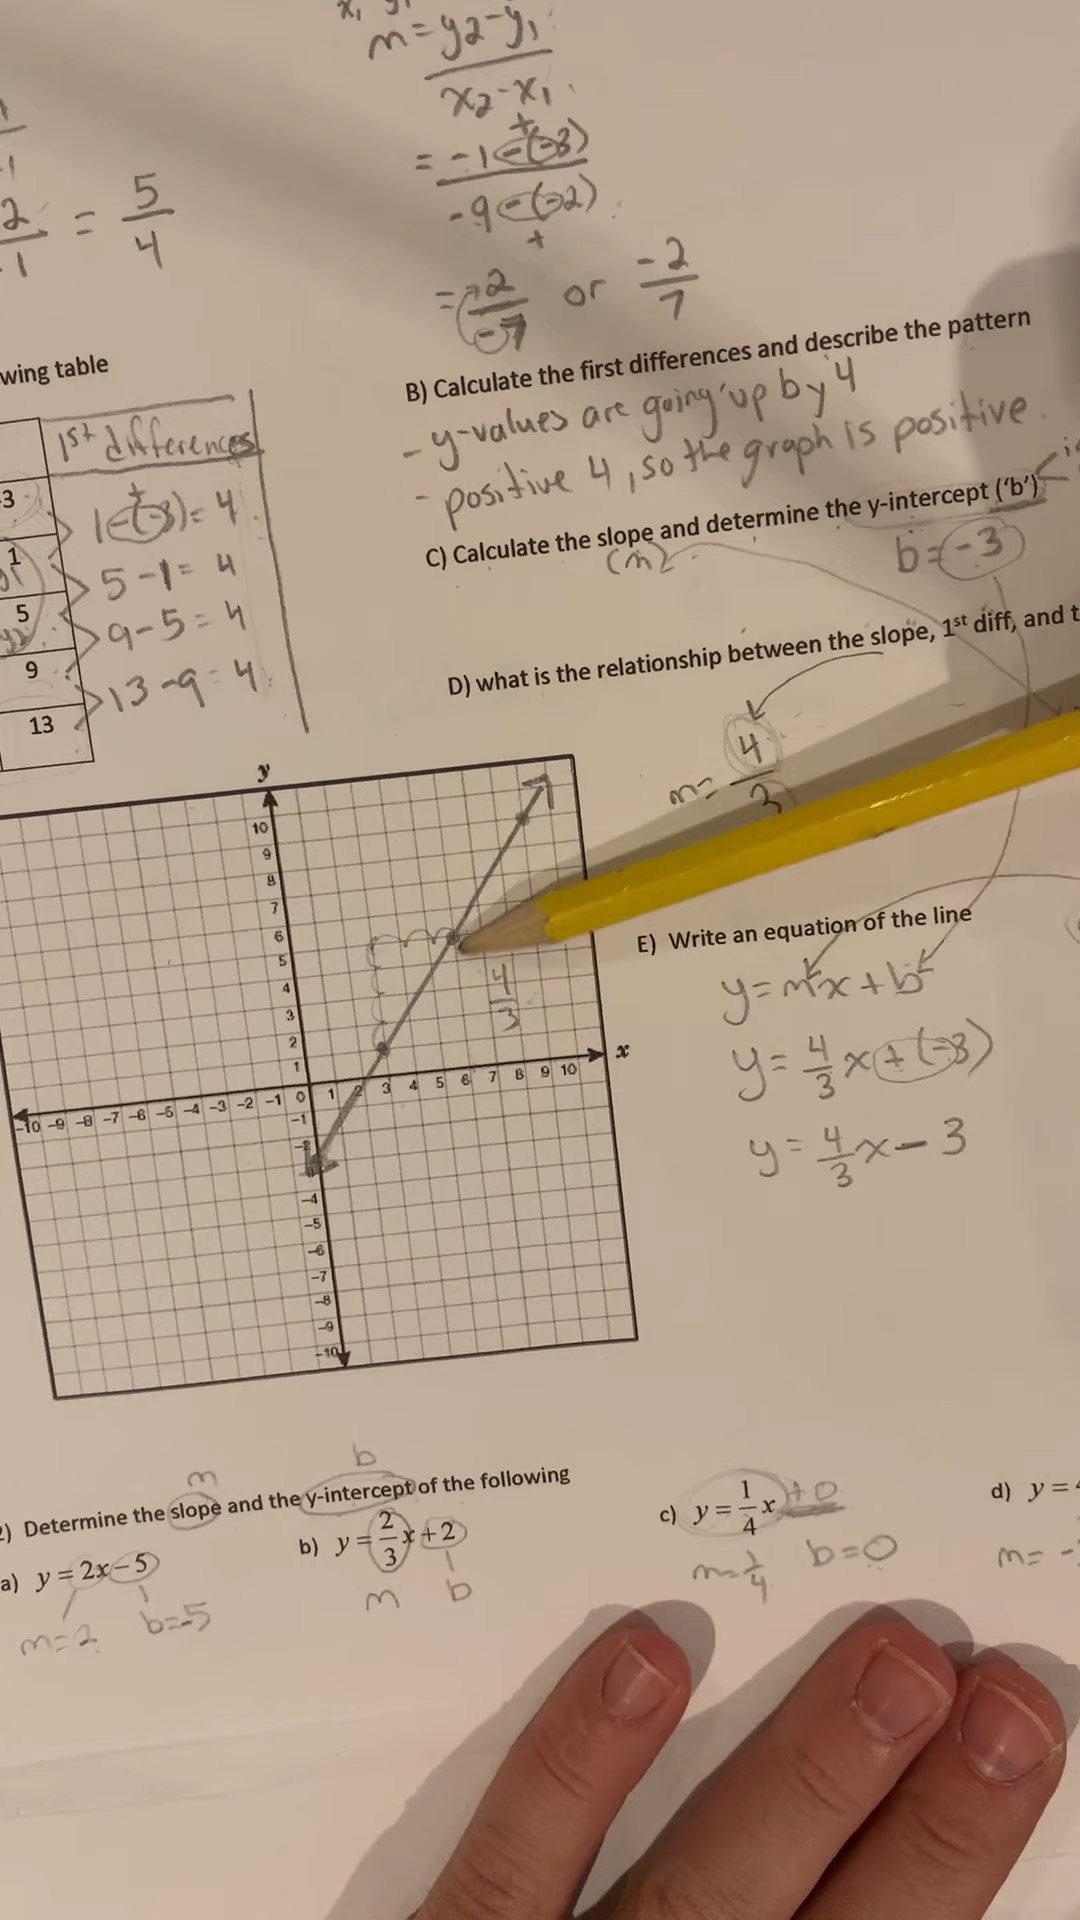 x₁ y₁
m = y2-y1
x2-x1
= -1-(-3)
+
-9-(-2)
+
= -2/-7 or -2/7
= 5/4
wing table
B) Calculate the first differences and describe the pattern
- y-values are going up by 4
- positive 4, so the graph is positive.
1st differences
-3
1
5
9
13
1-(-3)= 4
+
5-1= 4
9-5= 4
13-9= 4
C) Calculate the slope and determine the y-intercept ('b')
(m)
b= -3
D) what is the relationship between the slope, 1st diff, and t
m= 4/3
y
10
9
8
7
6
5
4
3
2
1
x
-10 -9 -8 -7 -6 -5 -4 -3 -2 -1 0 1 2 3 4 5 6 7 8 9 10
-1
-2
-4
-5
-6
-7
-8
-9
-10
4/3
E) Write an equation of the line
y= mx + b
y= 4/3 x + (-3)
y= 4/3 x - 3
m b
2) Determine the slope and the y-intercept of the following
a) y = 2x - 5
m=2 b=-5
b) y = 2/3 x + 2
m b
c) y = 1/4 x + 0
m=1/4 b=0
d) y =
m= -